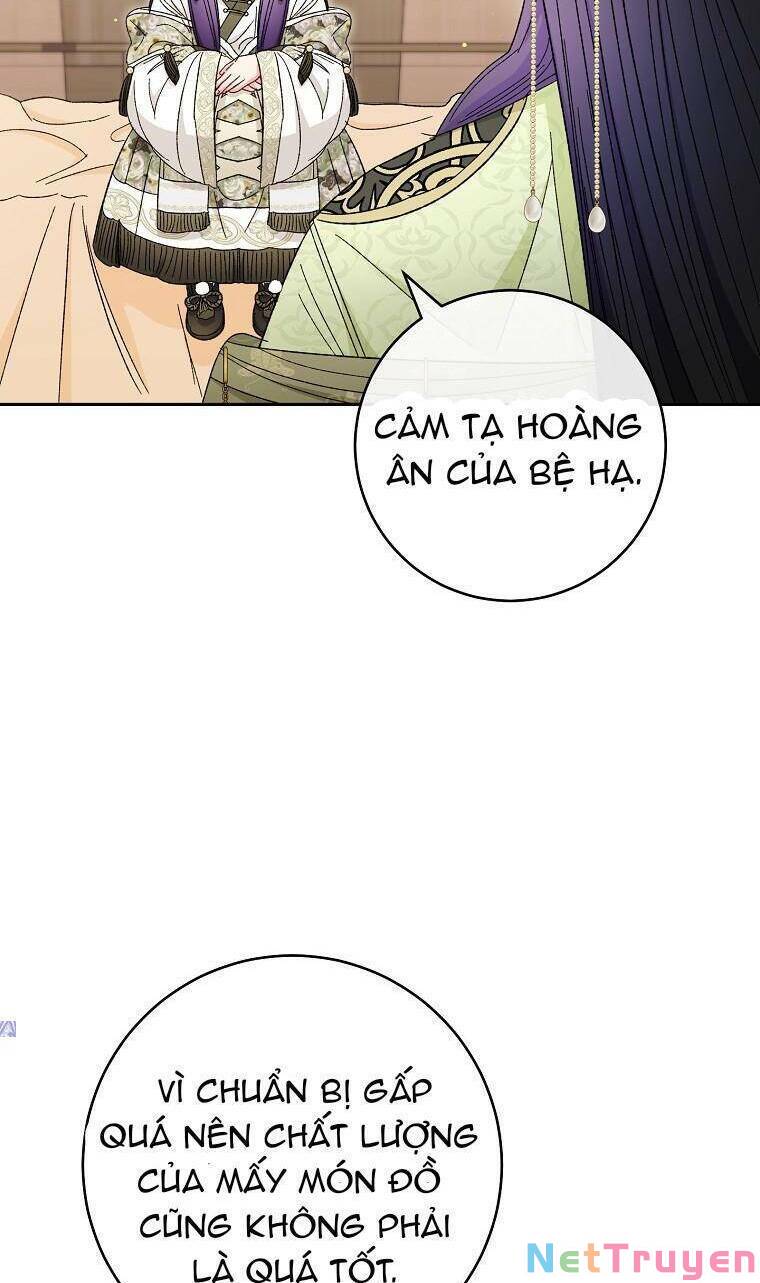 CẢM TẠ HOÀNG
ÂN CỦA BỆ HẠ.
VÌ CHUẨN BỊ GẤP
QUÁ NÊN CHẤT LƯỢNG
CỦA MẤY MÓN ĐỒ
CŨNG KHÔNG PHẢI
LÀ QUÁ TỐT.
NetTruyen